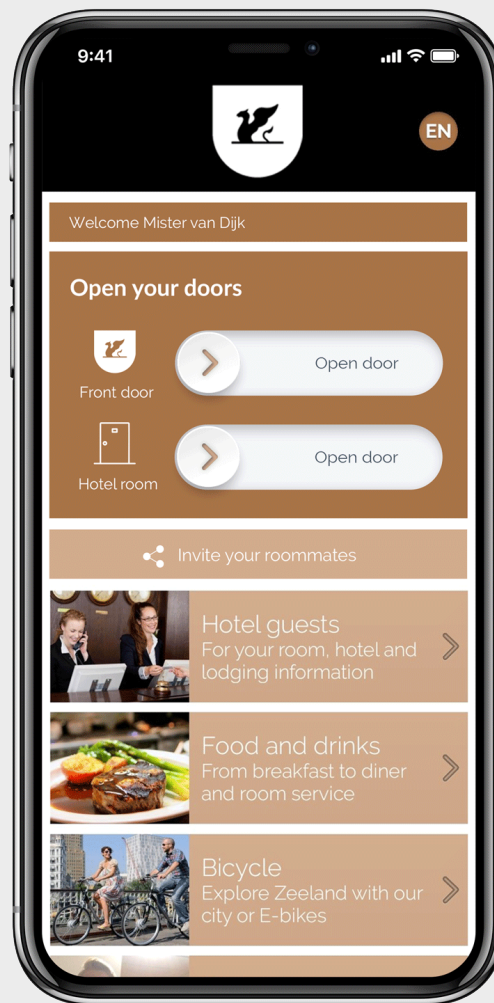 9:41
EN
Welcome Mister van Dijk
Open your doors
Front door
Open door
Hotel room
Open door
Invite your roommates
Hotel guests
For your room, hotel and
lodging information
Food and drinks
From breakfast to diner
and room service
Bicycle
Explore Zeeland with our
city or E-bikes